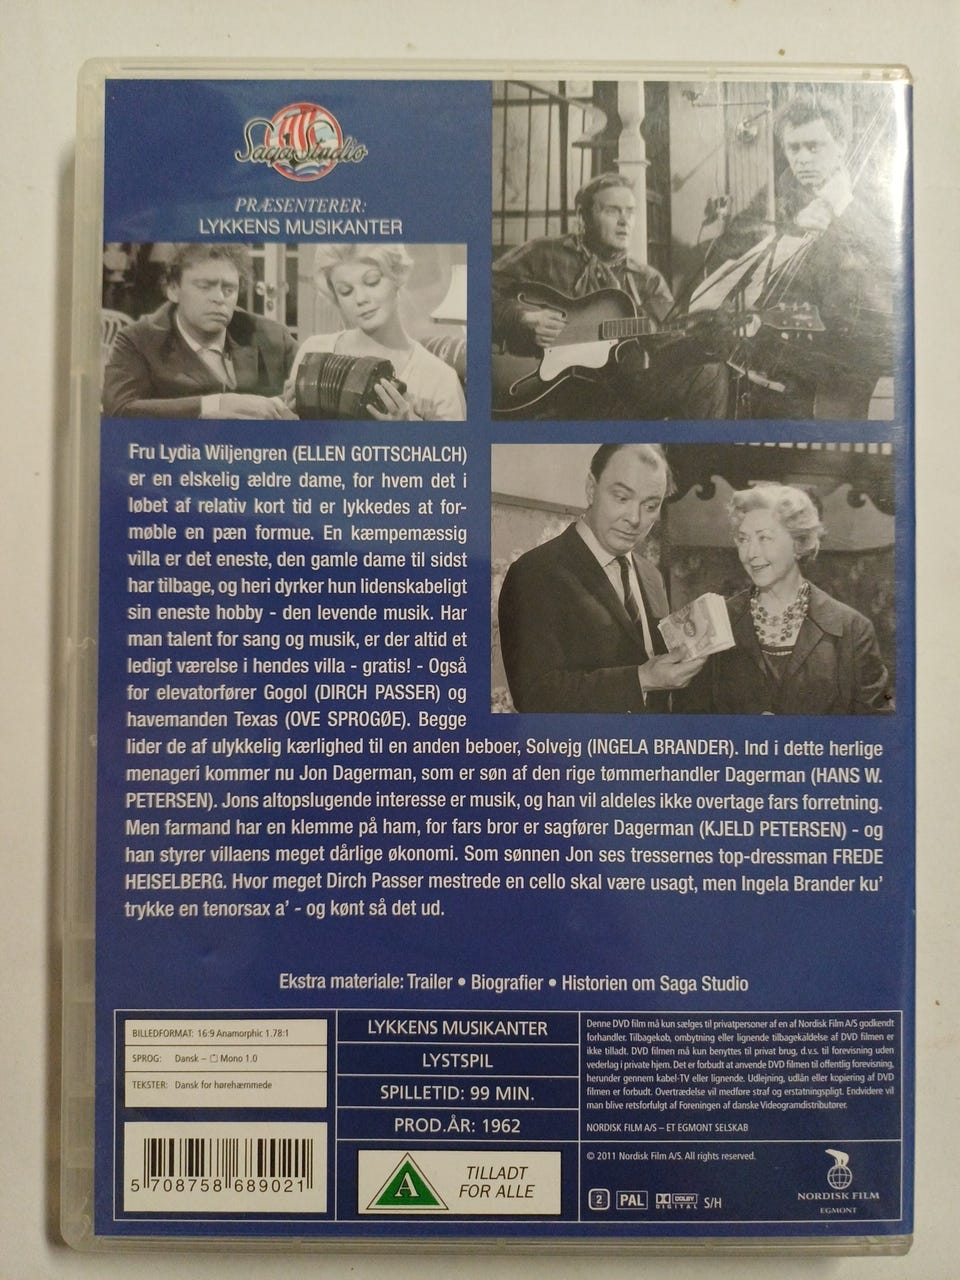 Saga Studio
PRÆSENTERER:
LYKKENS MUSIKANTER
Fru Lydia Wiljengren (ELLEN GOTTSCHALCH)
er en elskelig ældre dame, for hvem det i
løbet af relativ kort tid er lykkedes at for-
møble en pæn formue. En kæmpemæssig
villa er det eneste, den gamle dame til sidst
har tilbage, og heri dyrker hun lidenskabeligt
sin eneste hobby - den levende musik. Har
man talent for sang og musik, er der altid et
ledigt værelse i hendes villa - gratis! - Også
for elevatorfører Gogol (DIRCH PASSER) og
havemanden Texas (OVE SPROGØE). Begge
lider de af ulykkelig kærlighed til en anden beboer, Solvejg (INGELA BRANDER). Ind i dette herlige
menageri kommer nu Jon Dagerman, som er søn af den rige tømmerhandler Dagerman (HANS W.
PETERSEN). Jons altopslugende interesse er musik, og han vil aldeles ikke overtage fars forretning.
Men farmand har en klemme på ham, for fars bror er sagfører Dagerman (KJELD PETERSEN) - og
han styrer villaens meget dårlige økonomi. Som sønnen Jon ses tressernes top-dressman FREDE
HEISELBERG. Hvor meget Dirch Passer mestrede en cello skal være usagt, men Ingela Brander ku'
trykke en tenorsax a' - og kønt så det ud.
Ekstra materiale: Trailer • Biografier • Historien om Saga Studio
BILLEDFORMAT: 16:9 Anamorphic 1.78:1
SPROG: Dansk – Mono 1.0
TEKSTER: Dansk for hørehæmmede
5 708758 689021
LYKKENS MUSIKANTER
LYSTSPIL
SPILLETID: 99 MIN.
PROD.ÅR: 1962
A
TILLADT
FOR ALLE
Denne DVD film må kun sælges til privatpersoner af en af Nordisk Film A/S godkendt
forhandler. Tilbagekøb, ombytning eller lignende tilbagekaldelse af DVD filmen er
ikke tilladt. DVD filmen må kun benyttes til privat brug, d.v.s. til forevisning uden
vederlag i private hjem. Det er forbudt at anvende DVD filmen til offentlig forevisning,
herunder gennem kabel-TV eller lignende. Udlejning, udlån eller kopiering af DVD
filmen er forbudt. Overtrædelse vil medføre straf og erstatningspligt. Endvidere vil
man blive retsforfulgt af Foreningen af danske Videogramdistributører.
NORDISK FILM A/S – ET EGMONT SELSKAB
© 2011 Nordisk Film A/S. All rights reserved.
2 PAL DOLBY DIGITAL S/H
NORDISK FILM
EGMONT